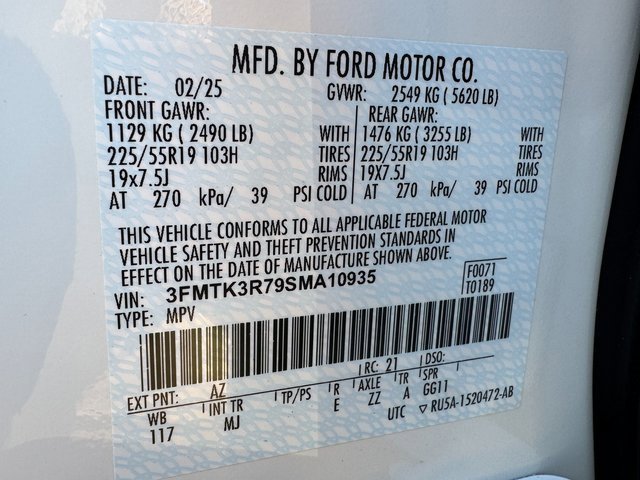 MFD. BY FORD MOTOR CO.
DATE: 02/25 GVWR: 2549 KG ( 5620 LB)
FRONT GAWR: REAR GAWR:
1129 KG ( 2490 LB) WITH 1476 KG ( 3255 LB) WITH
225/55R19 103H TIRES 225/55R19 103H TIRES
19x7.5J RIMS 19x7.5J RIMS
AT 270 kPa/ 39 PSI COLD AT 270 kPa/ 39 PSI COLD
THIS VEHICLE CONFORMS TO ALL APPLICABLE FEDERAL MOTOR
VEHICLE SAFETY AND THEFT PREVENTION STANDARDS IN
EFFECT ON THE DATE OF MANUFACTURE SHOWN ABOVE.
VIN: 3FMTK3R79SMA10935 F0071
TYPE: MPV T0189
EXT PNT: AZ RC: 21 DSO:
WB INT TR TP/PS R AXLE TR SPR
117 MJ E ZZ A GG11
UTC ▽ RU5A-1520472-AB